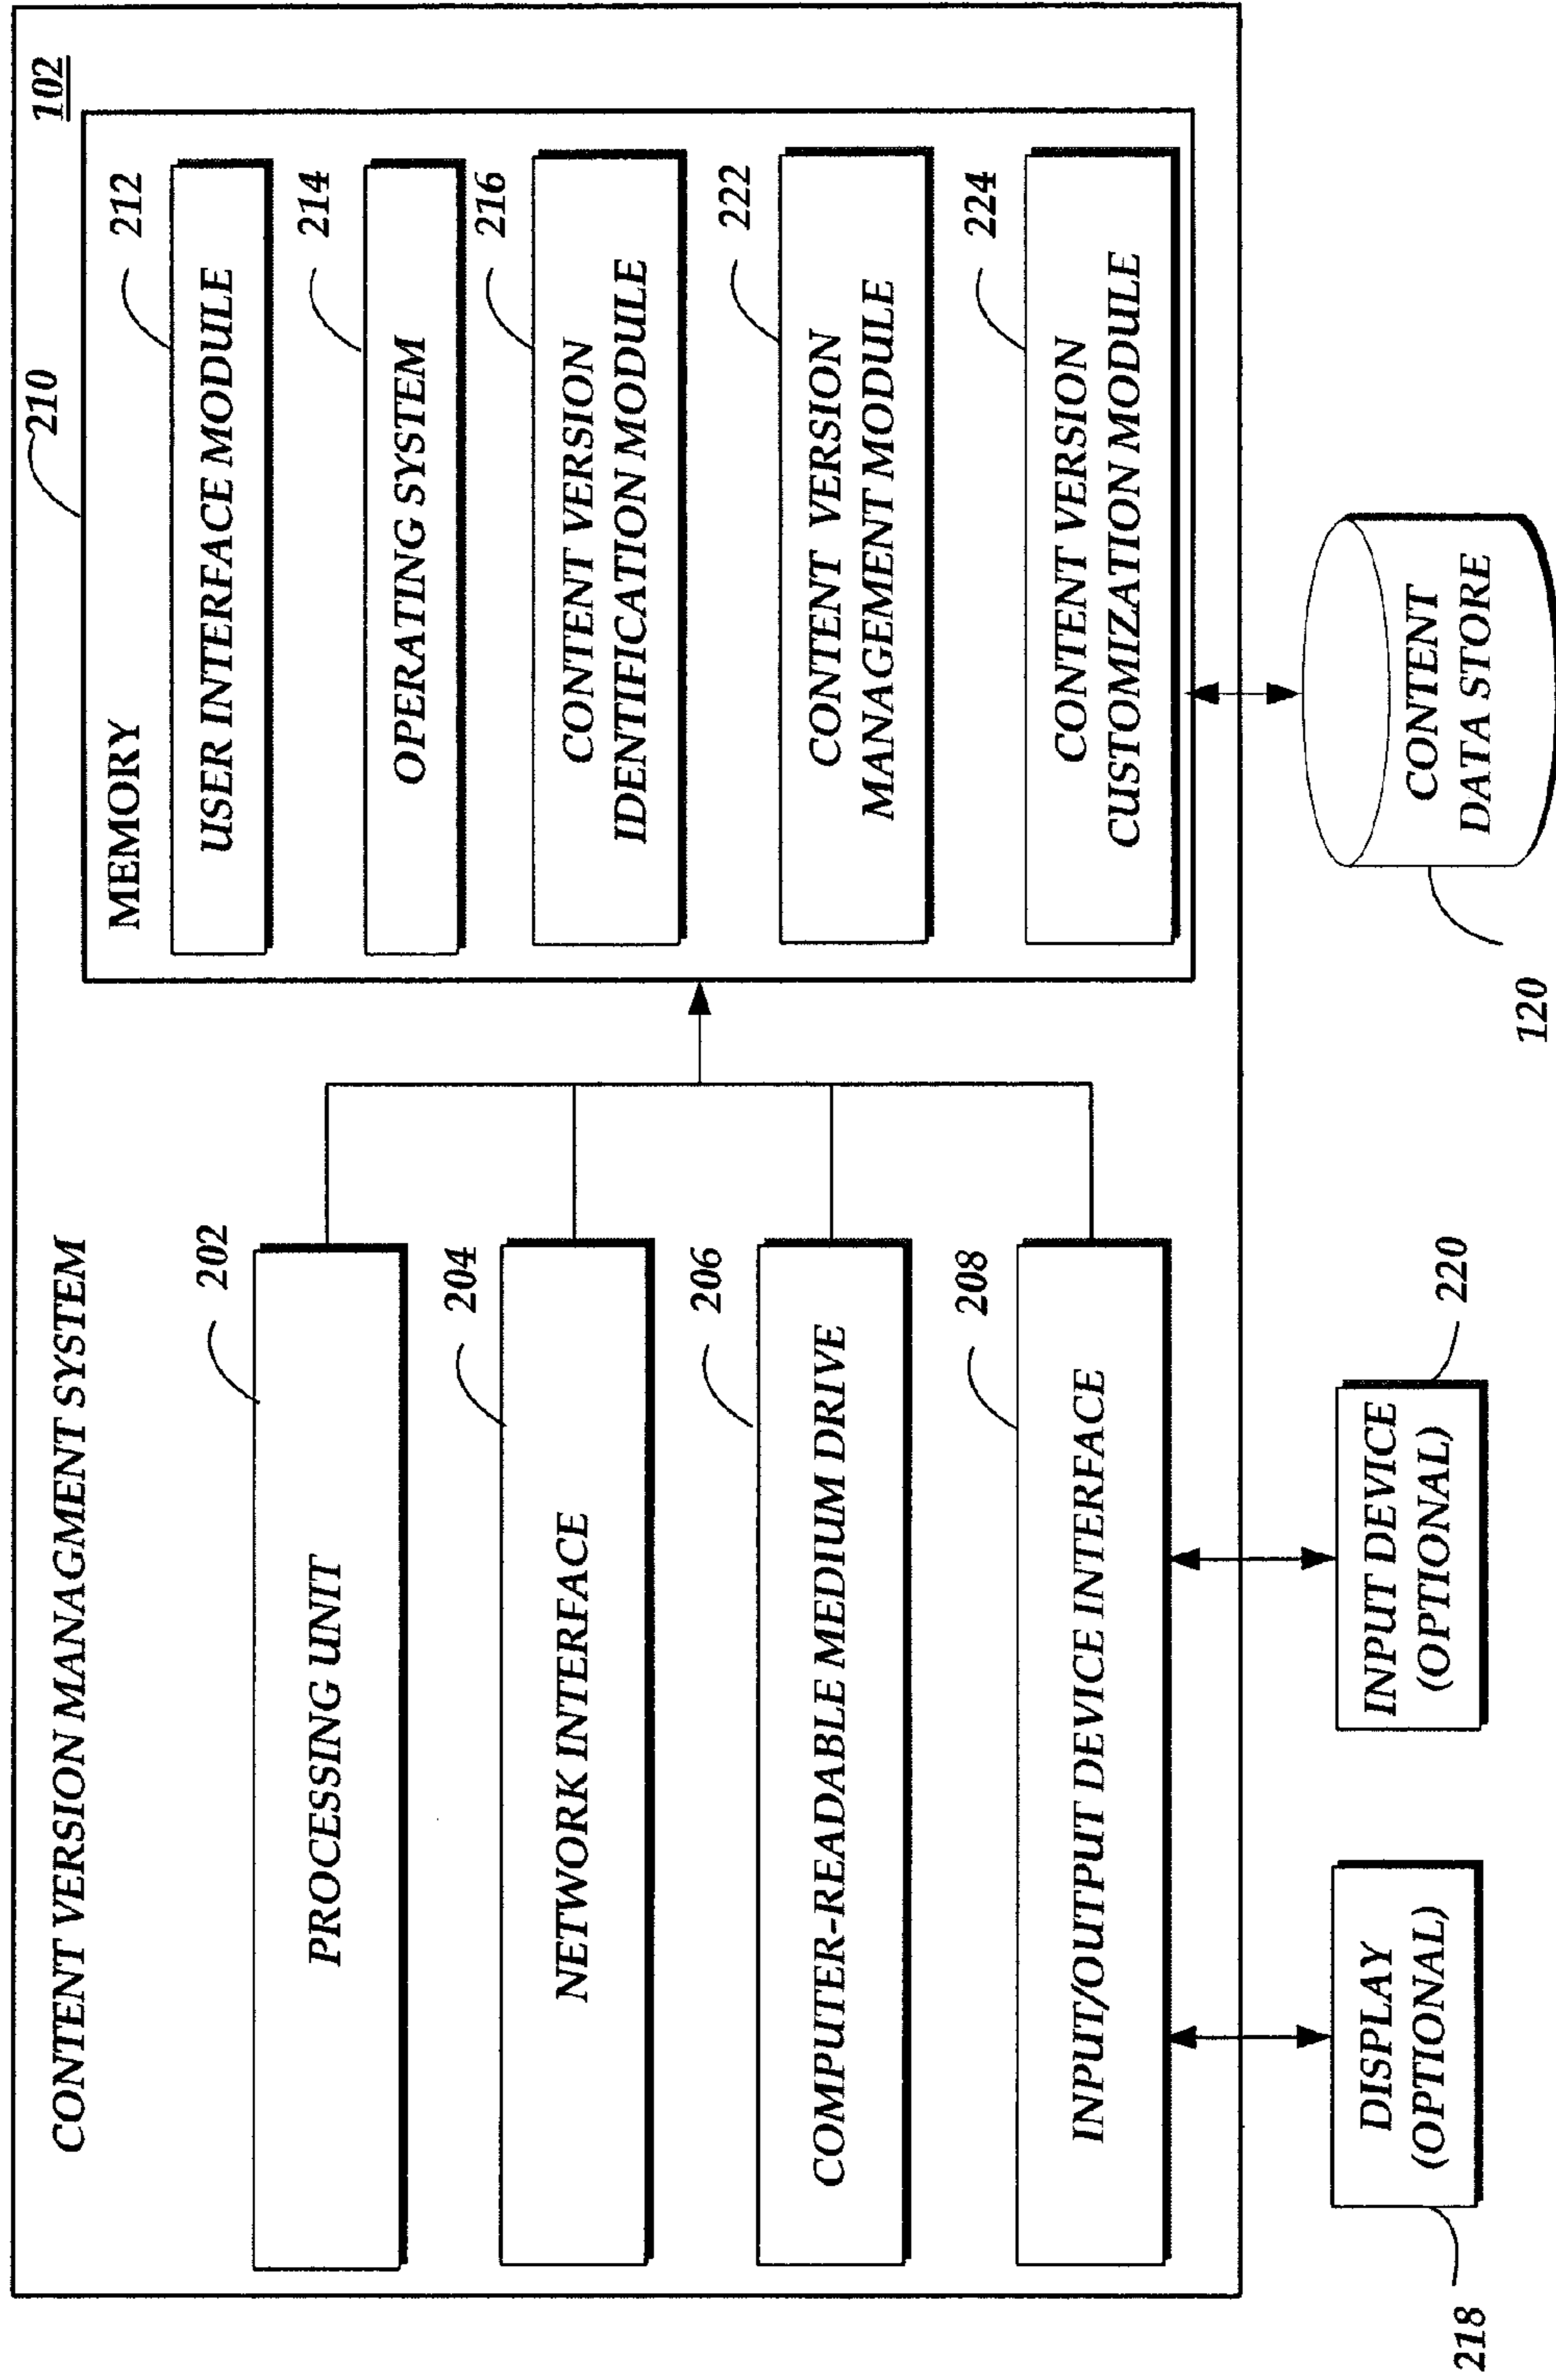 CONTENT VERSION MANAGMENT SYSTEM
102
202
PROCESSING UNIT
204
NETWORK INTERFACE
206
COMPUTER-READABLE MEDIUM DRIVE
208
INPUT/OUTPUT DEVICE INTERFACE
210
MEMORY
212
USER INTERFACE MODULE
214
OPERATING SYSTEM
216
CONTENT VERSION
IDENTIFICATION MODULE
222
CONTENT VERSION
MANAGEMENT MODULE
224
CONTENT VERSION
CUSTOMIZATION MODULE
218
DISPLAY
(OPTIONAL)
INPUT DEVICE
(OPTIONAL)
220
120
CONTENT
DATA STORE